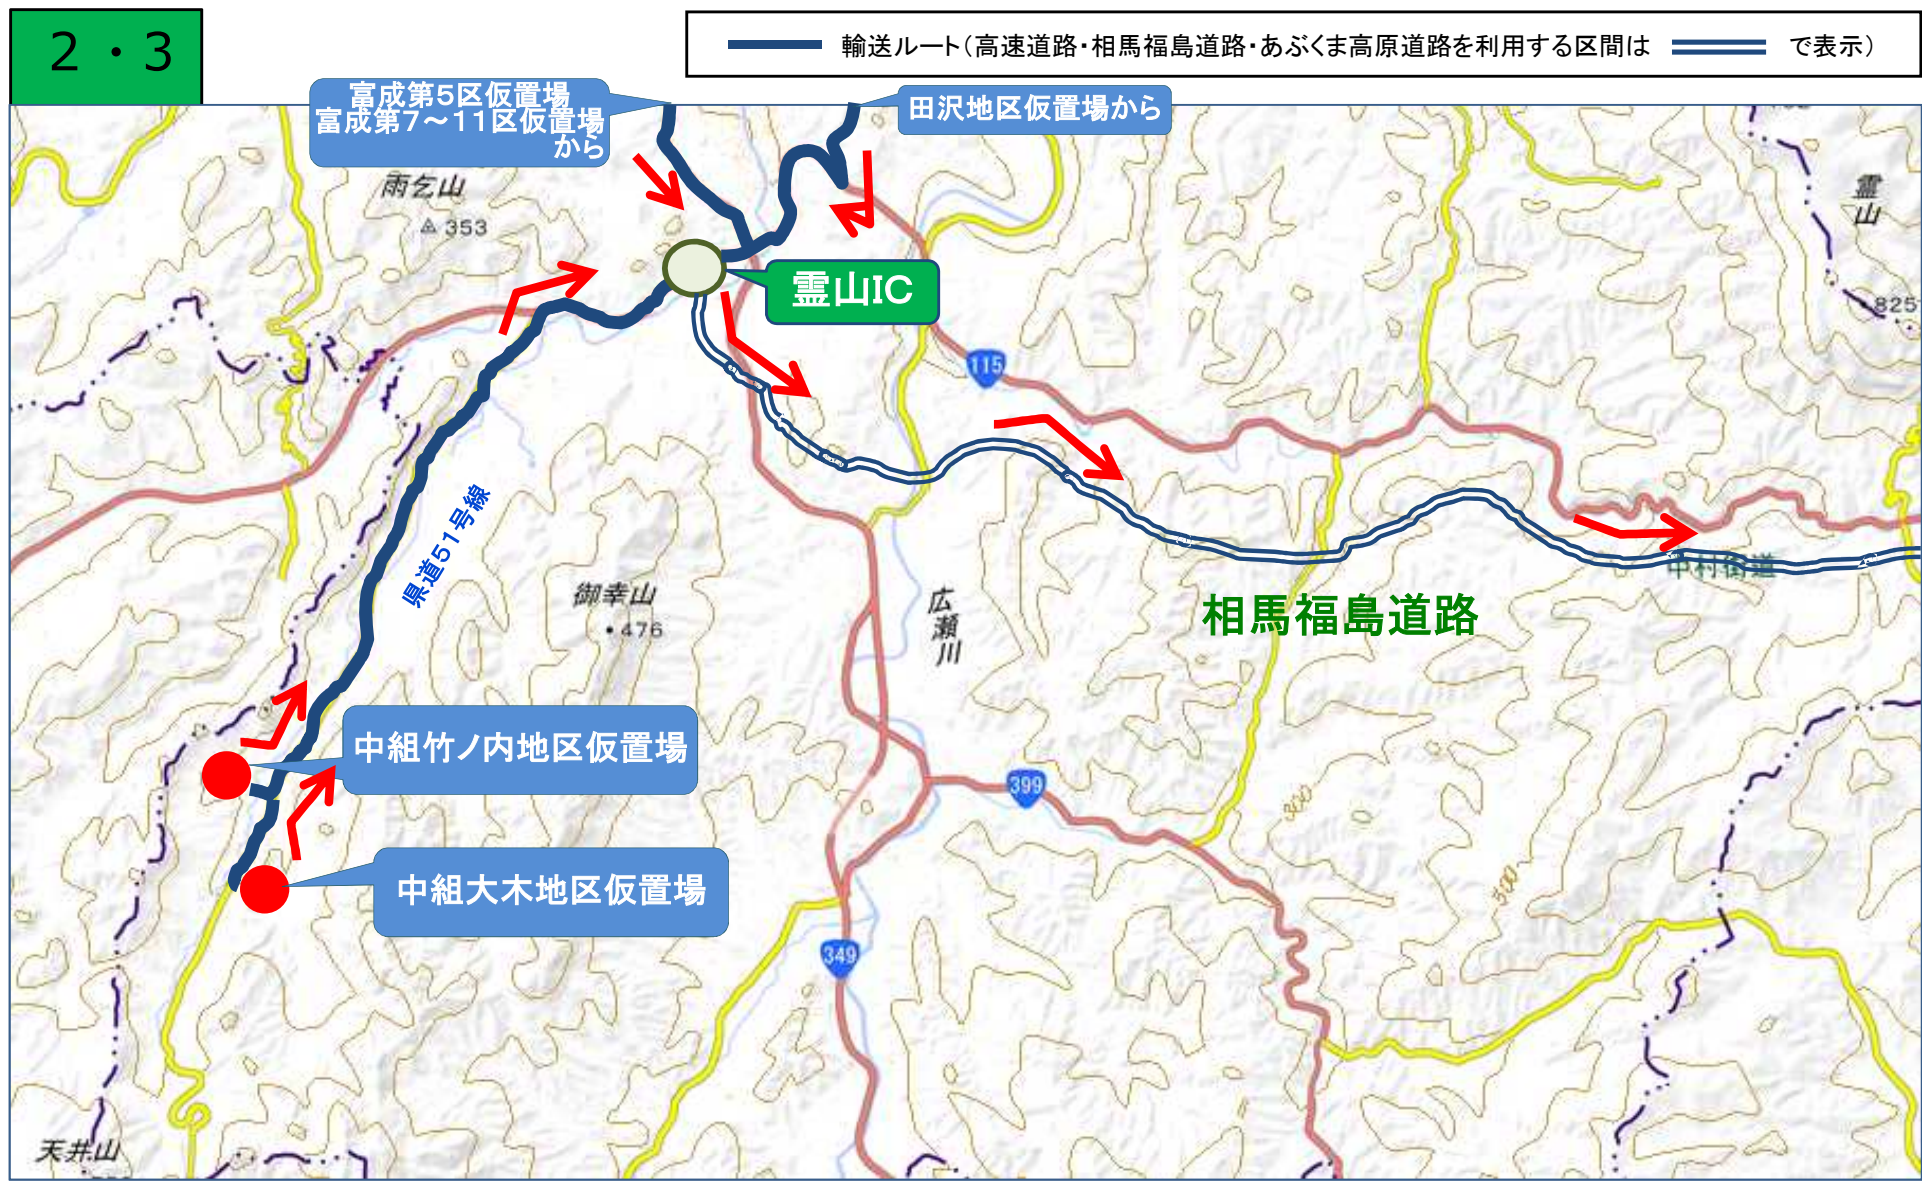 ２・３
輸送ルート（高速道路・相馬福島道路・あぶくま高原道路を利用する区間は　で表示）
富成第５区仮置場
富成第７～１１区仮置場
から
田沢地区仮置場から
雨乞山
353
霊山
825
霊山IC
115
県道５１号線
御幸山
476
広瀬川
中村街道
相馬福島道路
中組竹ノ内地区仮置場
399
300
中組大木地区仮置場
500
349
天井山